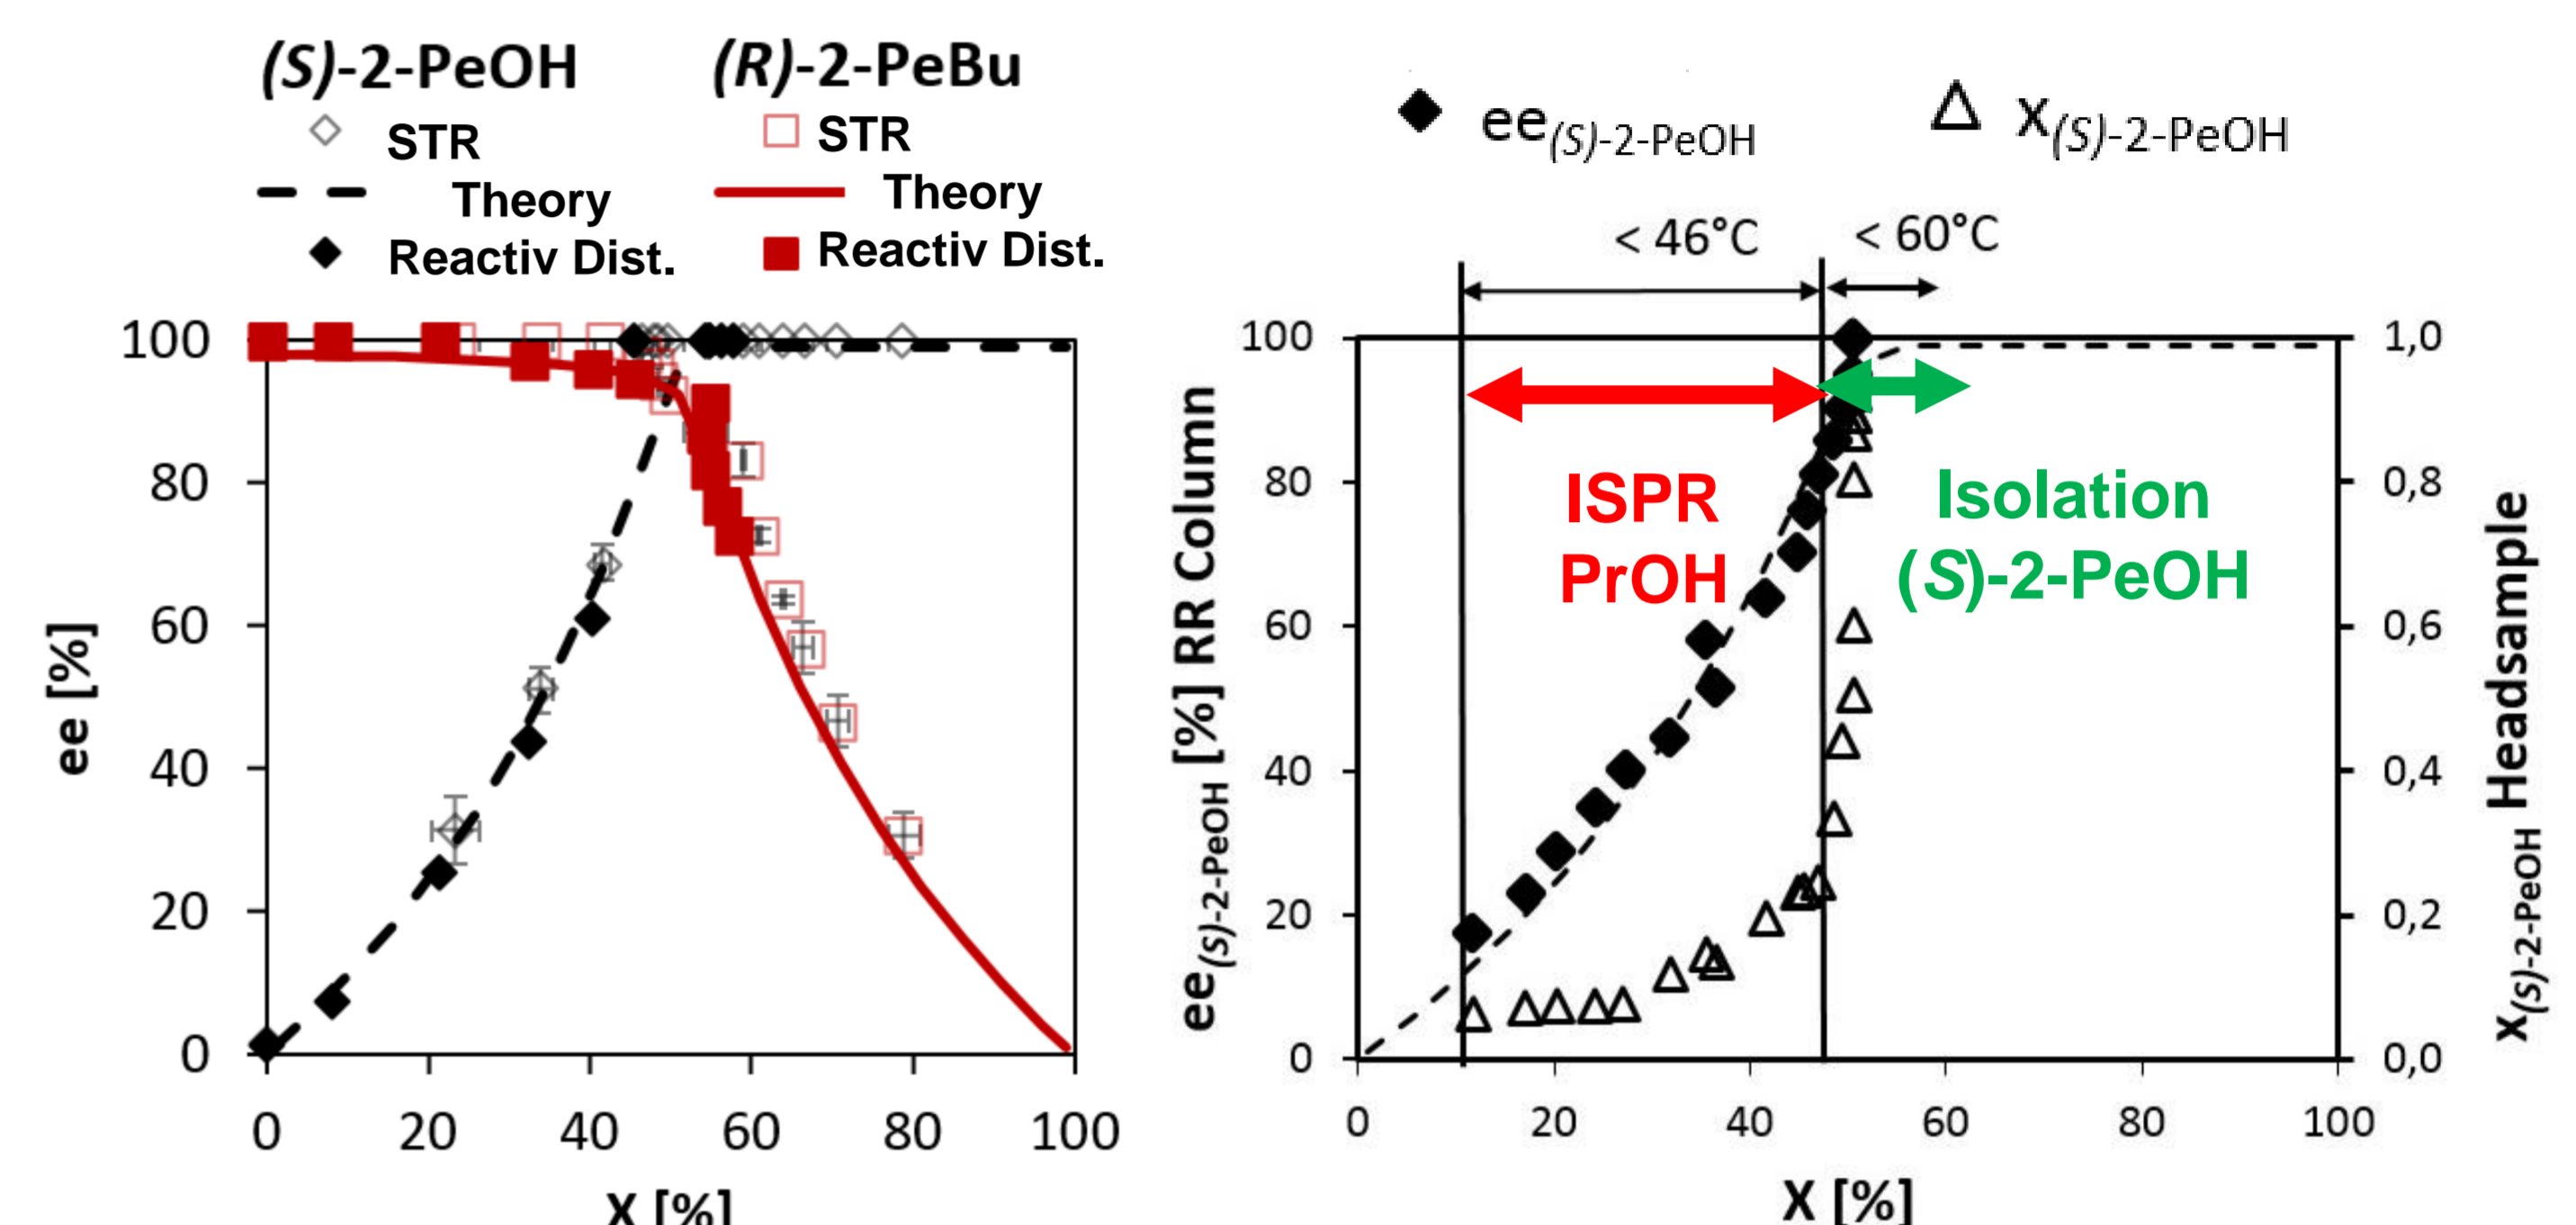 (S)-2-PeOH
STR
Theory
Reactiv Dist.
(R)-2-PeBu
STR
Theory
Reactiv Dist.
ee [%]
100
80
60
40
20
0
0 20 40 60 80 100
X [%]
ee(S)-2-PeOH
x(S)-2-PeOH
< 46°C
< 60°C
ee(S)-2-PeOH [%] RR Column
100
80
60
40
20
0
ISPR
PrOH
Isolation
(S)-2-PeOH
1,0
0,8
0,6
0,4
0,2
0,0
x(S)-2-PeOH Headsample
0 20 40 60 80 100
X [%]